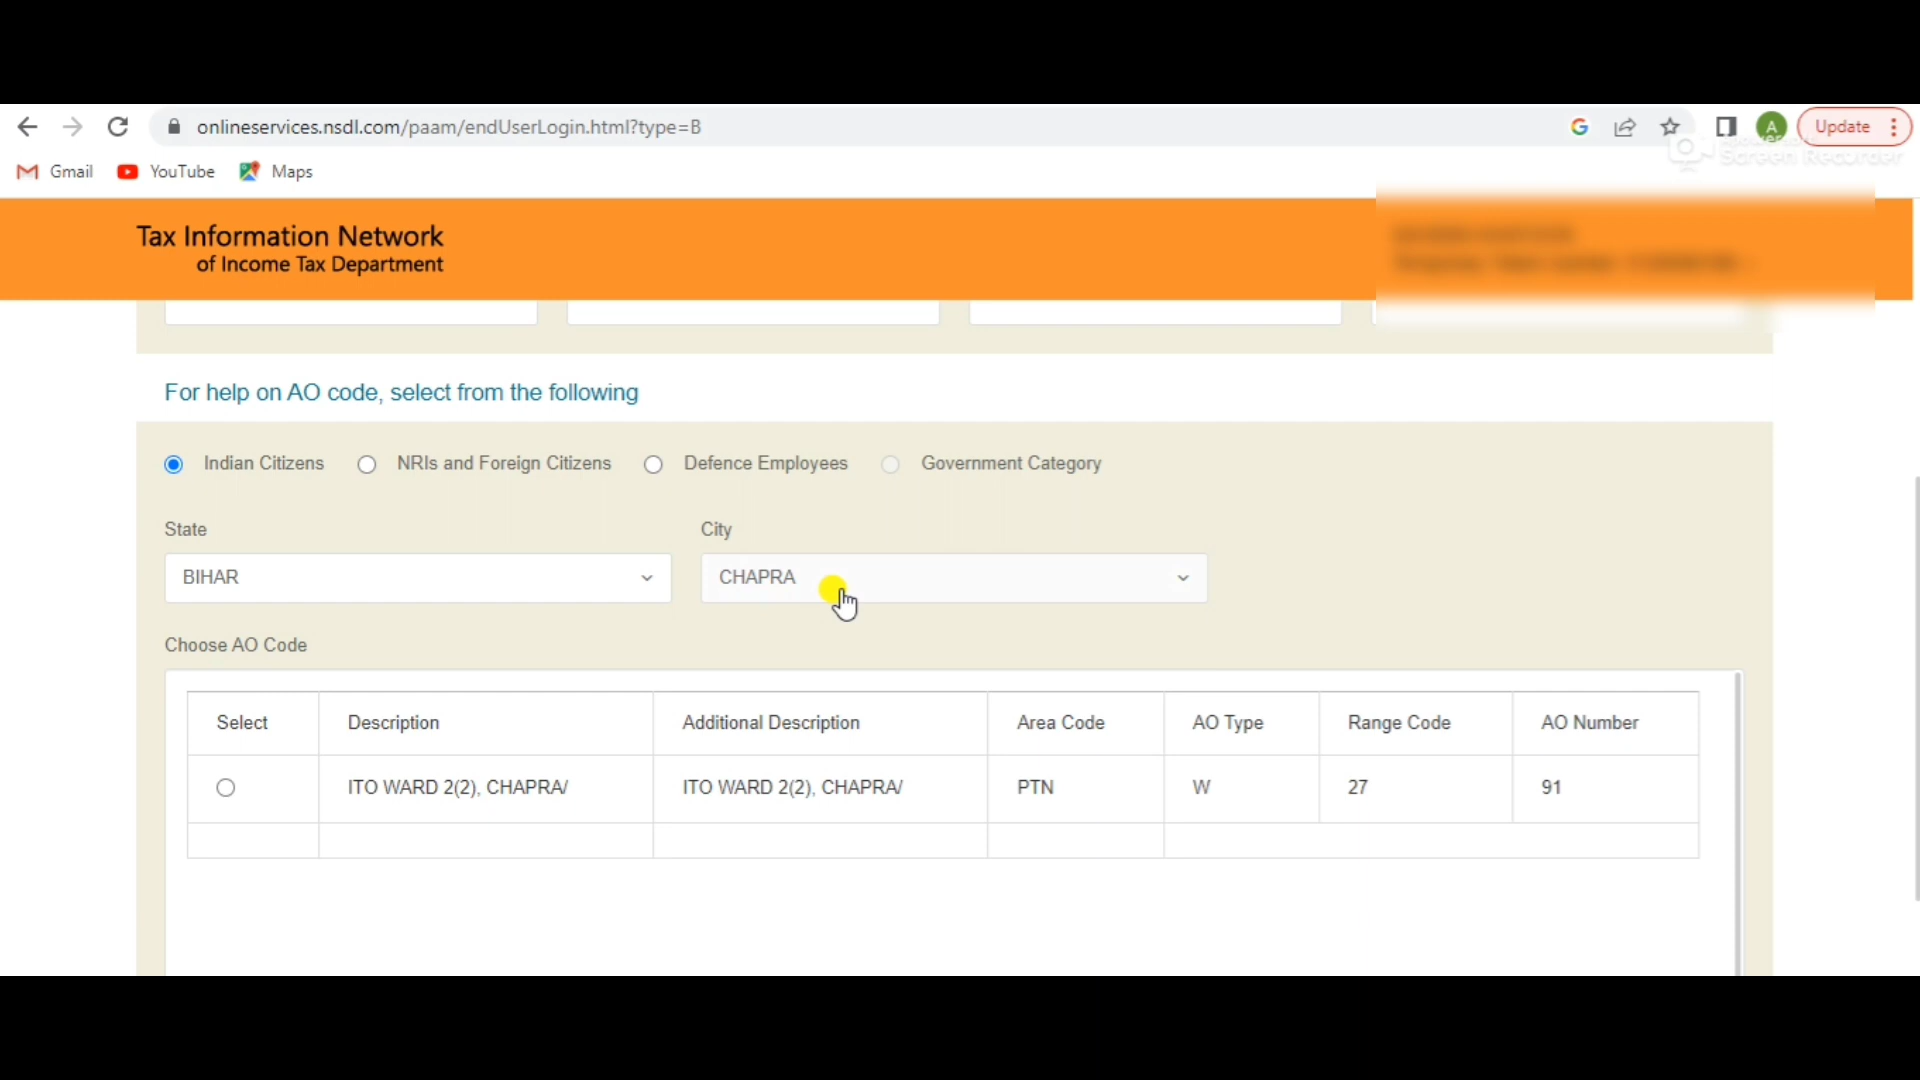 onlineservices.nsdl.com/paam/endUserLogin.html?type=B
G
A
Update
Gmail YouTube Maps
Screen Recorder
Tax Information Network
of Income Tax Department
For help on AO code, select from the following
Indian Citizens NRIs and Foreign Citizens Defence Employees Government Category
State City
BIHAR CHAPRA
Choose AO Code
Select Description Additional Description Area Code AO Type Range Code AO Number
ITO WARD 2(2), CHAPRA/ ITO WARD 2(2), CHAPRA/ PTN W 27 91